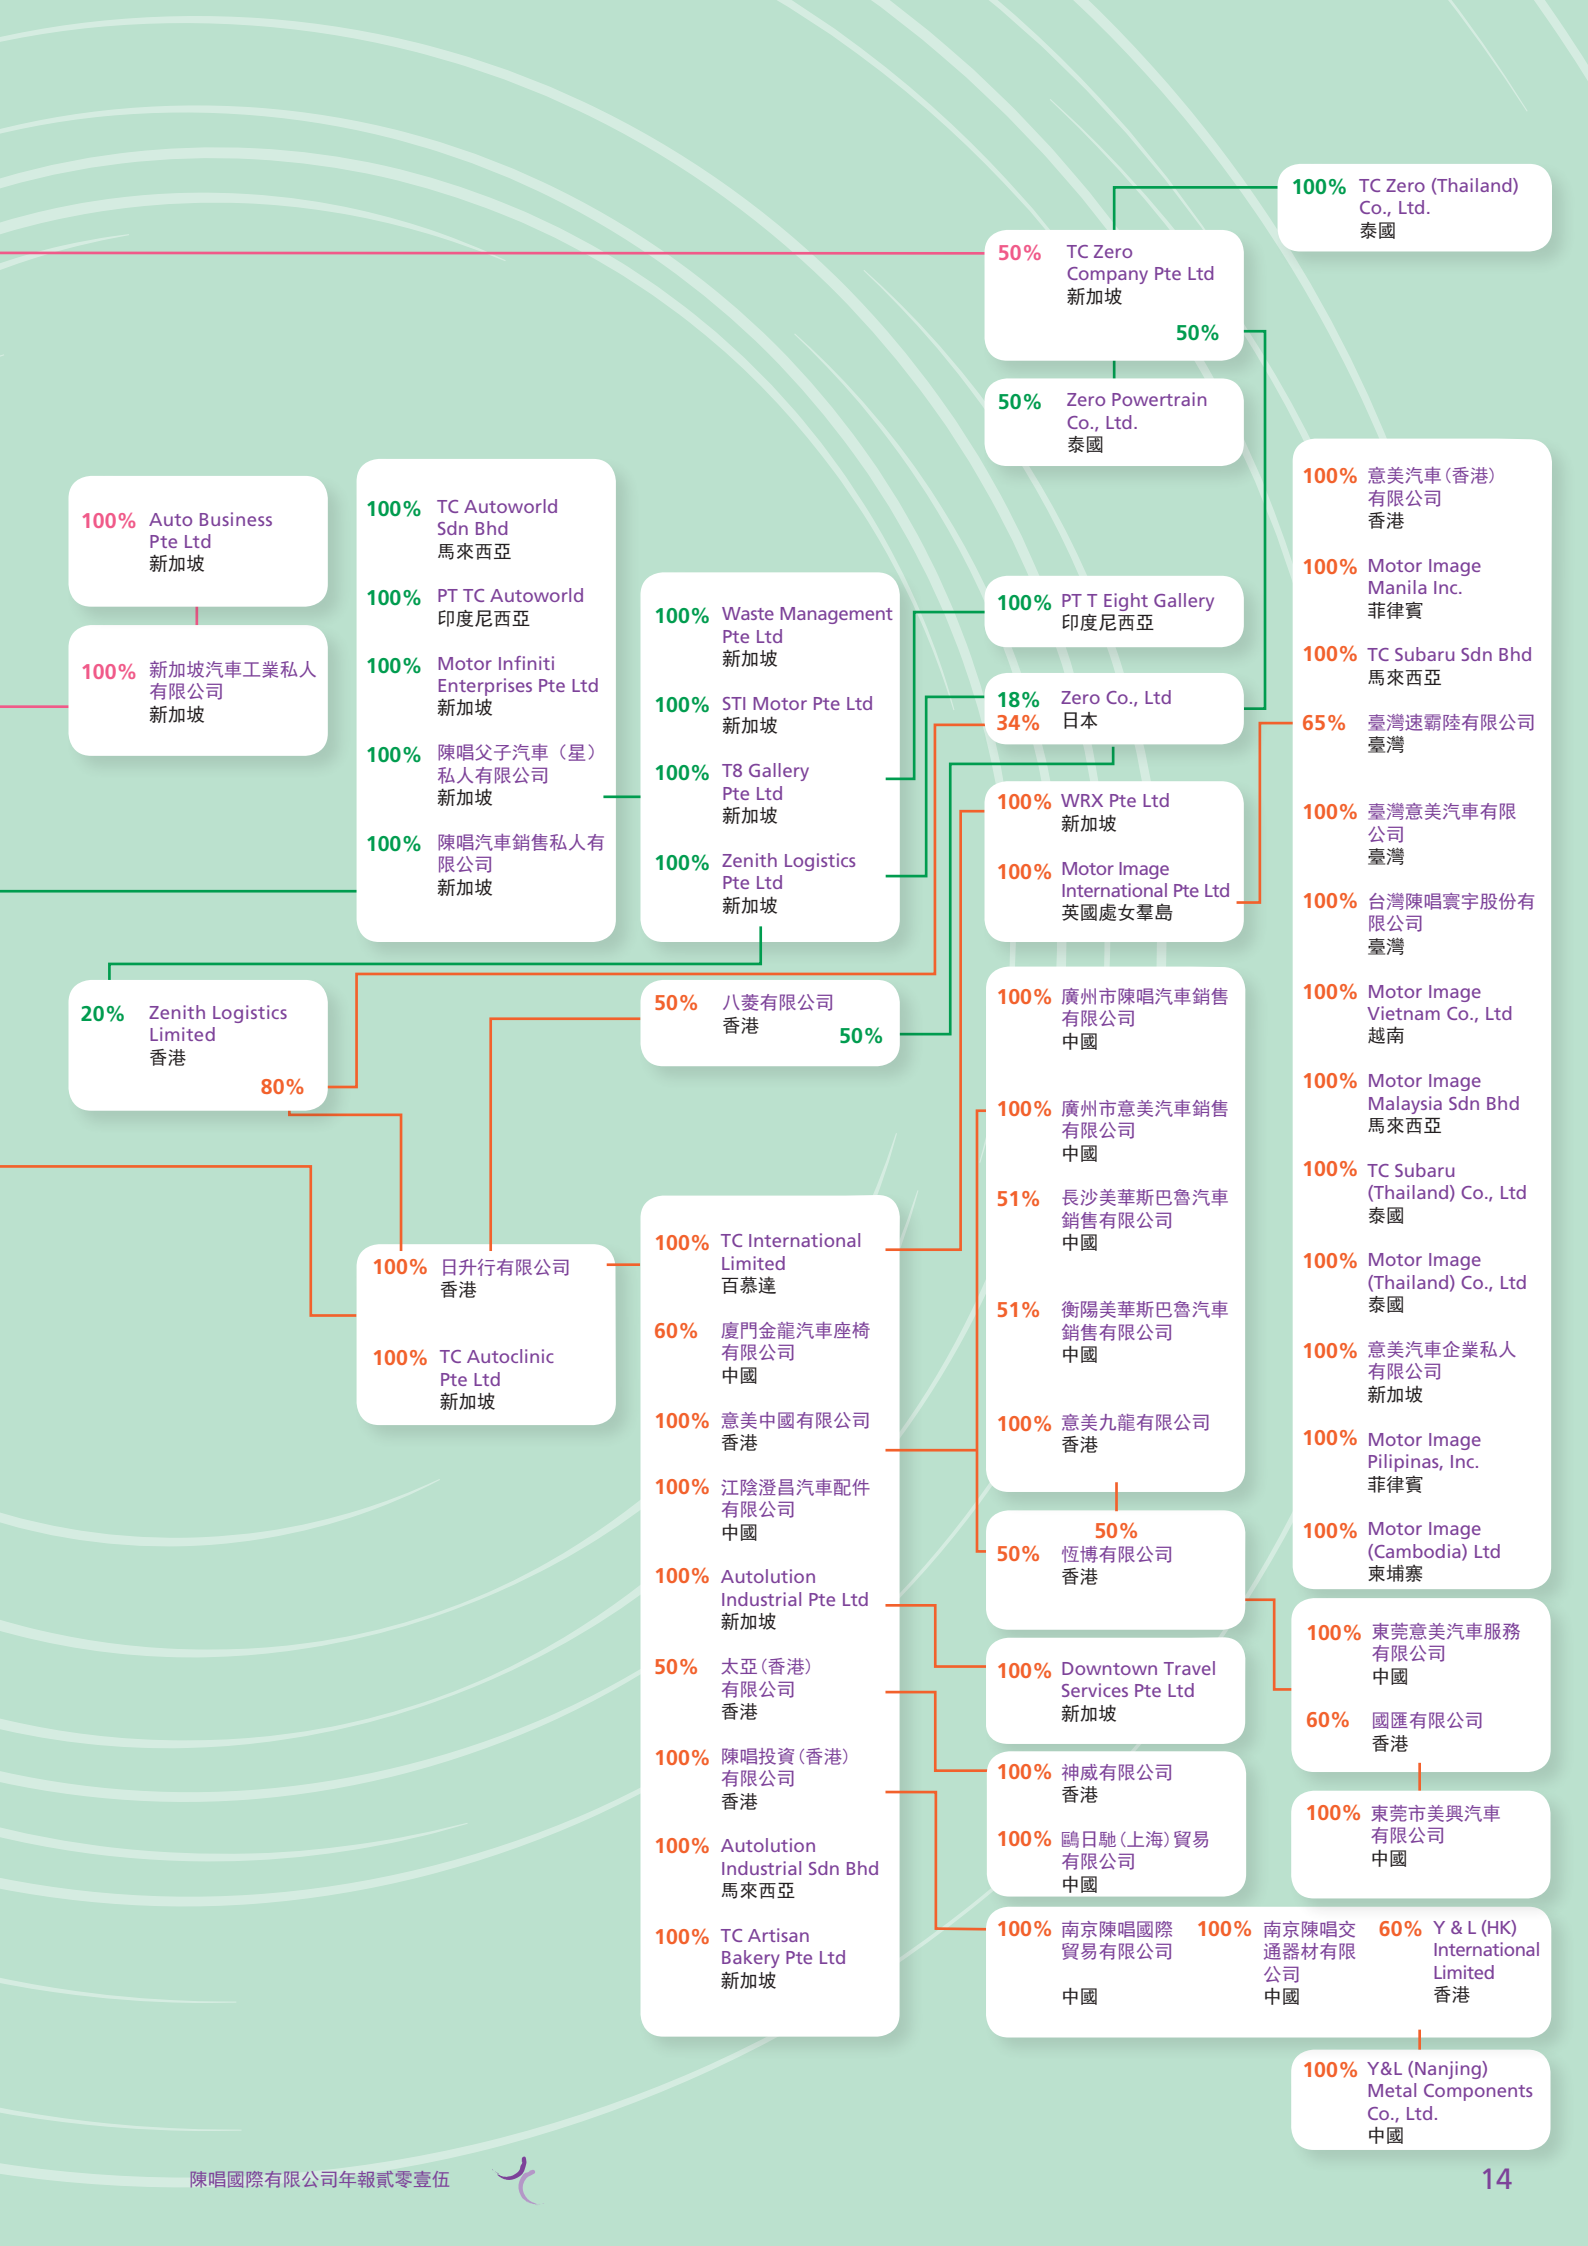 100% TC Zero (Thailand)
Co., Ltd.
泰國
50% TC Zero
Company Pte Ltd
新加坡
50%
50% Zero Powertrain
Co., Ltd.
泰國
100% Auto Business
Pte Ltd
新加坡
100% 新加坡汽車工業私人
有限公司
新加坡
100% TC Autoworld
Sdn Bhd
馬來西亞
100% PT TC Autoworld
印度尼西亞
100% Motor Infiniti
Enterprises Pte Ltd
新加坡
100% 陳唱父子汽車（星）
私人有限公司
新加坡
100% 陳唱汽車銷售私人有
限公司
新加坡
100% Waste Management
Pte Ltd
新加坡
100% STI Motor Pte Ltd
新加坡
100% T8 Gallery
Pte Ltd
新加坡
100% Zenith Logistics
Pte Ltd
新加坡
100% PT T Eight Gallery
印度尼西亞
18% Zero Co., Ltd
34% 日本
100% WRX Pte Ltd
新加坡
100% Motor Image
International Pte Ltd
英國處女羣島
100% 意美汽車（香港）
有限公司
香港
100% Motor Image
Manila Inc.
菲律賓
100% TC Subaru Sdn Bhd
馬來西亞
65% 臺灣速霸陸有限公司
臺灣
100% 臺灣意美汽車有限
公司
臺灣
100% 台灣陳唱寰宇股份有
限公司
臺灣
100% Motor Image
Vietnam Co., Ltd
越南
100% Motor Image
Malaysia Sdn Bhd
馬來西亞
100% TC Subaru
(Thailand) Co., Ltd
泰國
100% Motor Image
(Thailand) Co., Ltd
泰國
100% 意美汽車企業私人
有限公司
新加坡
100% Motor Image
Pilipinas, Inc.
菲律賓
100% Motor Image
(Cambodia) Ltd
柬埔寨
20% Zenith Logistics
Limited
香港
80%
50% 八菱有限公司
香港
50%
100% 日升行有限公司
香港
100% TC Autoclinic
Pte Ltd
新加坡
100% TC International
Limited
百慕達
60% 廈門金龍汽車座椅
有限公司
中國
100% 意美中國有限公司
香港
100% 江陰澄昌汽車配件
有限公司
中國
100% Autolution
Industrial Pte Ltd
新加坡
50% 太亞（香港）
有限公司
香港
100% 陳唱投資（香港）
有限公司
香港
100% Autolution
Industrial Sdn Bhd
馬來西亞
100% TC Artisan
Bakery Pte Ltd
新加坡
100% 廣州市陳唱汽車銷售
有限公司
中國
100% 廣州市意美汽車銷售
有限公司
中國
51% 長沙美華斯巴魯汽車
銷售有限公司
中國
51% 衡陽美華斯巴魯汽車
銷售有限公司
中國
100% 意美九龍有限公司
香港
50%
50% 恆博有限公司
香港
100% Downtown Travel
Services Pte Ltd
新加坡
100% 神威有限公司
香港
100% 鷗日馳（上海）貿易
有限公司
中國
100% 東莞意美汽車服務
有限公司
中國
60% 國匯有限公司
香港
100% 東莞市美興汽車
有限公司
中國
100% 南京陳唱國際
貿易有限公司
中國
100% 南京陳唱交
通器材有限
公司
中國
60% Y & L (HK)
International
Limited
香港
100% Y&L (Nanjing)
Metal Components
Co., Ltd.
中國
陳唱國際有限公司年報貳零壹伍
14